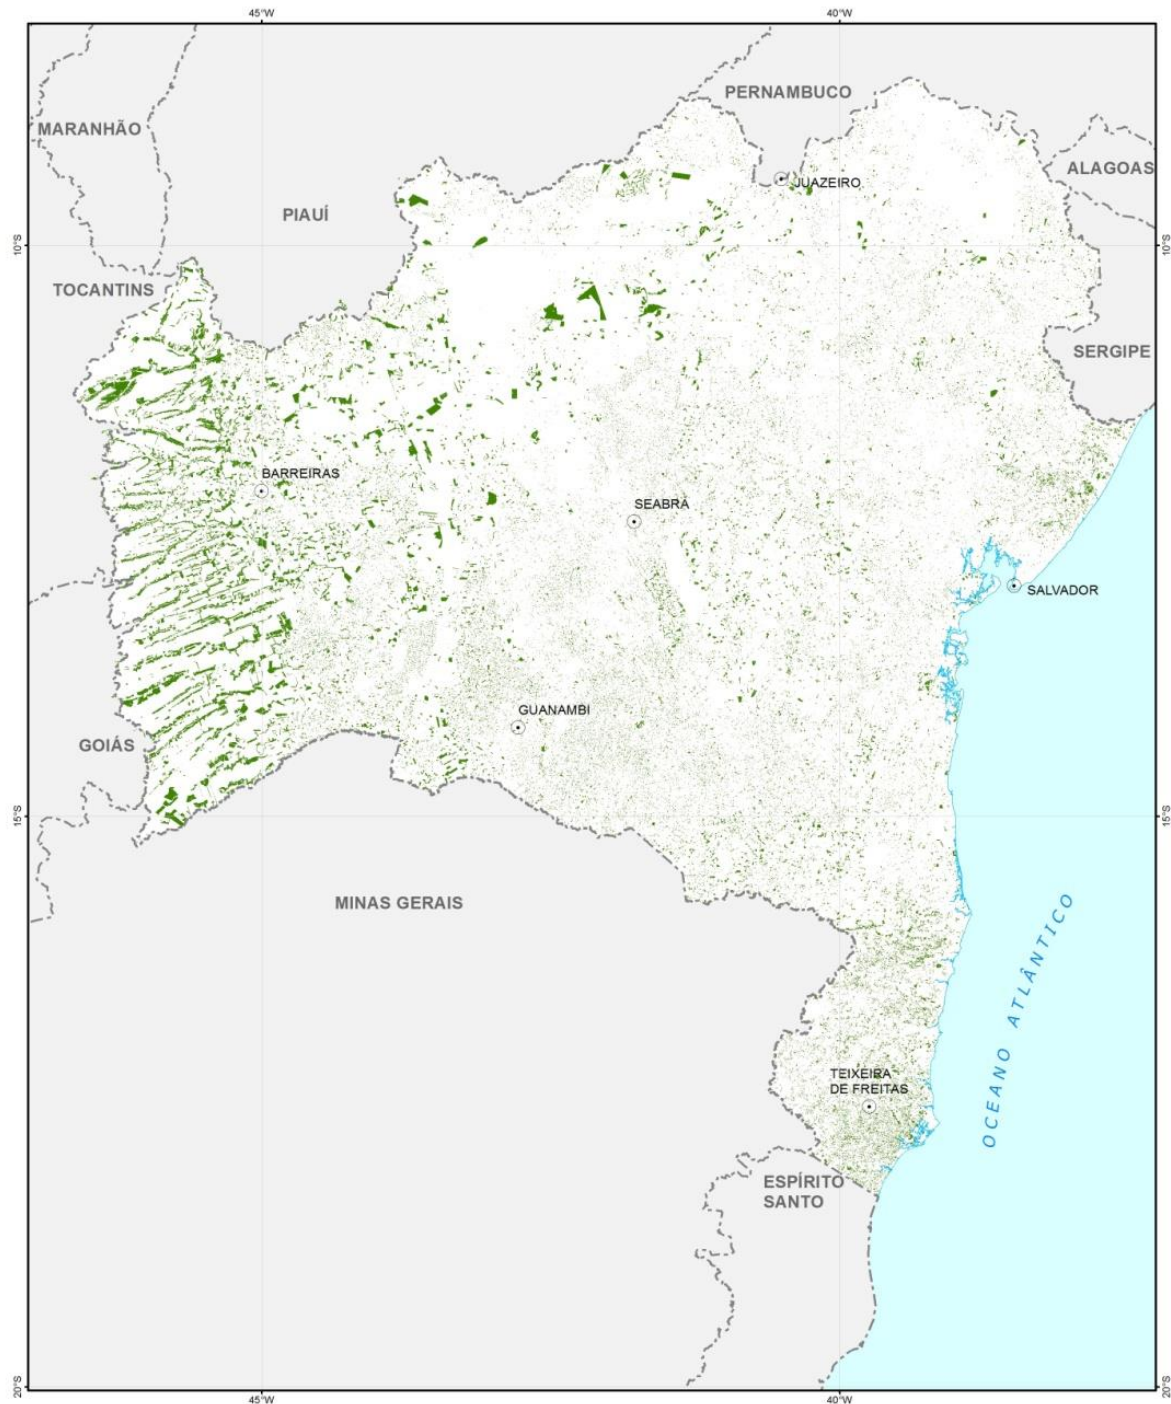 45°W
40°W
PERNAMBUCO
MARANHÃO
ALAGOAS
JUAZEIRO
PIAUÍ
10°S
10°S
TOCANTINS
SERGIPE
BARREIRAS
SEABRA
SALVADOR
GUANAMBI
GOIÁS
15°S
15°S
MINAS GERAIS
OCEANO ATLÂNTICO
TEIXEIRA
DE FREITAS
ESPÍRITO
SANTO
20°S
20°S
45°W
40°W